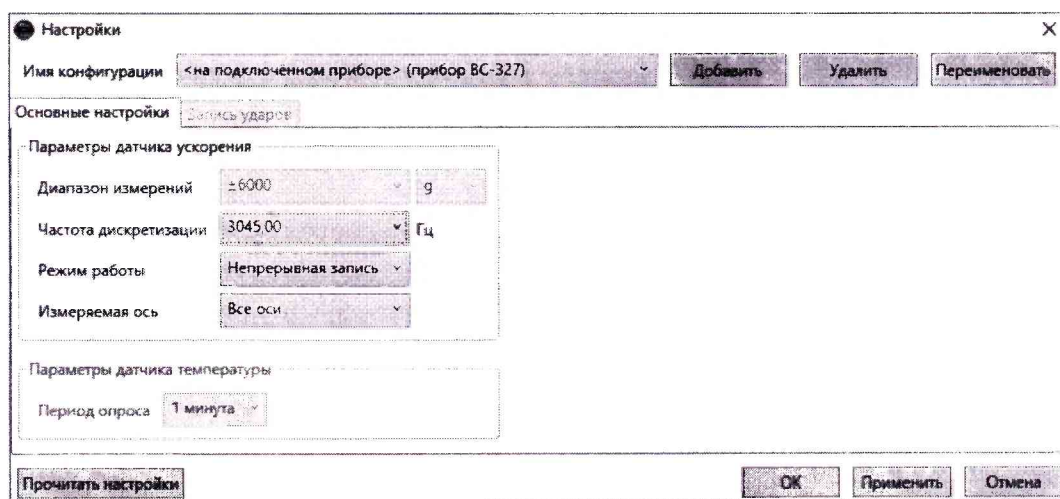 Настройки
Имя конфигурации <на подключенном приборе> (прибор ВС-327) Добавить Удалить Переименовать
Основные настройки Запись ударов
Параметры датчика ускорения
Диапазон измерений ±6000 g
Частота дискретизации 3045,00 Гц
Режим работы Непрерывная запись
Измеряемая ось Все оси
Параметры датчика температуры
Период опроса 1 минута
Прочитать настройки ОК Применить Отмена